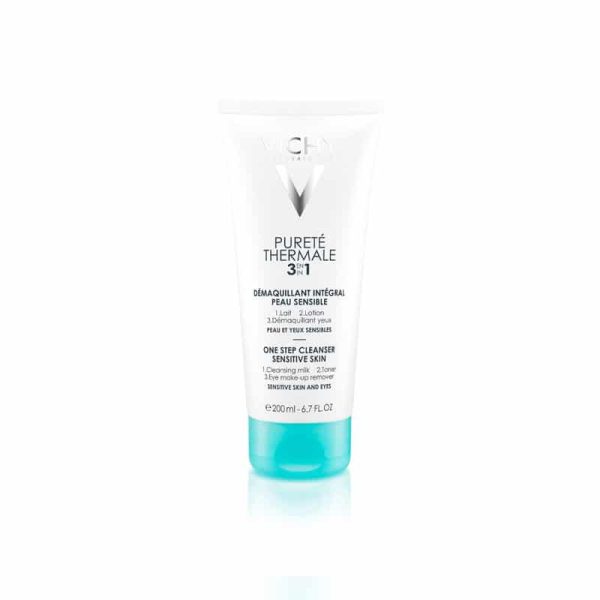 VICHY
PURETÉ
THERMALE
3 EN IN 1
DÉMAQUILLANT INTÉGRAL
PEAU SENSIBLE
1.Lait 2.Lotion
3.Démaquillant yeux
PEAU ET YEUX SENSIBLES
ONE STEP CLEANSER
SENSITIVE SKIN
1.Cleansing milk 2.Toner
3.Eye make-up remover
SENSITIVE SKIN AND EYES
e 200 ml - 6.7 FL.OZ